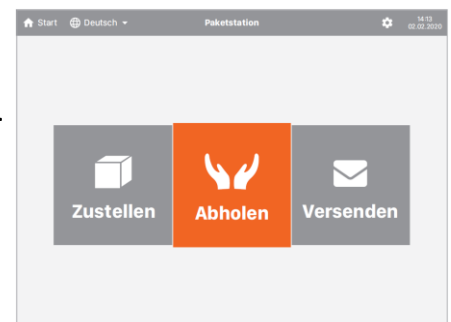 Start Deutsch Paketstation 14:13
02.02.2020
Zustellen Abholen Versenden